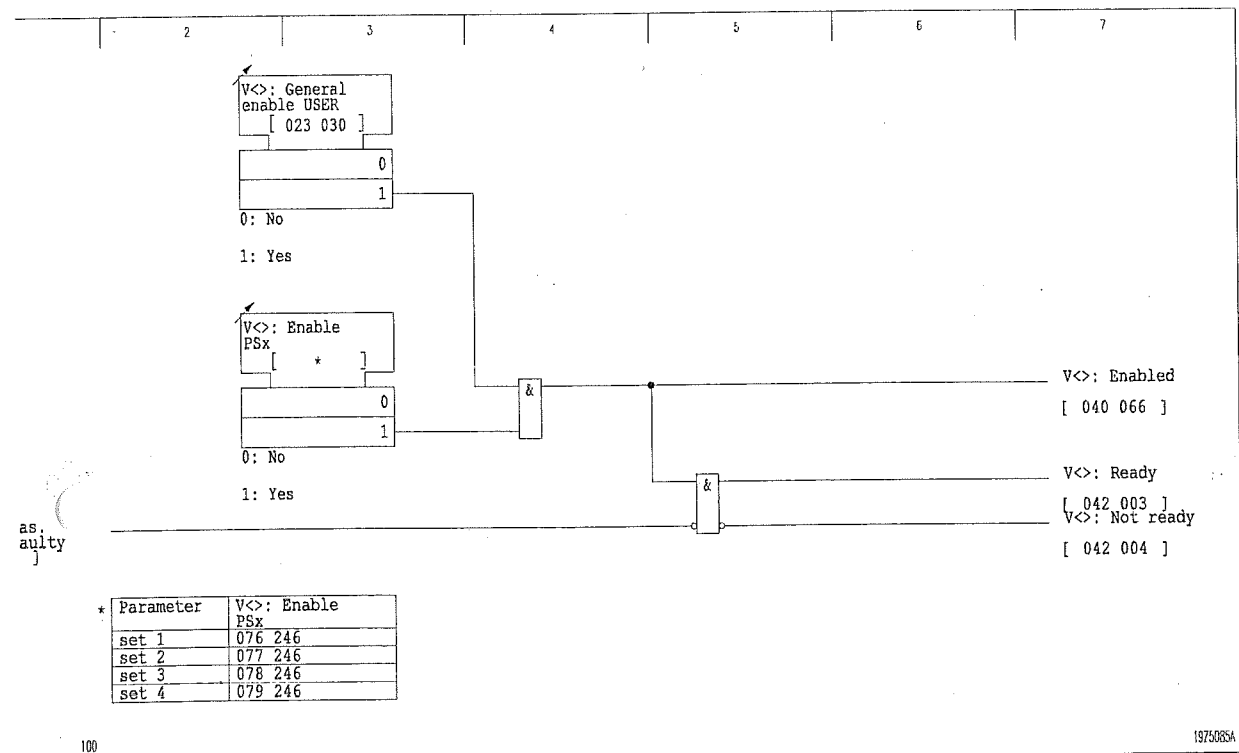 2 3 4 5 6 7
V<>: General
enable USER
[ 023 030 ]
0
1
0: No
1: Yes
V<>: Enable
PSx
[ * ]
0
1
0: No
1: Yes
&
&
V<>: Enabled
[ 040 066 ]
V<>: Ready
[ 042 003 ]
V<>: Not ready
[ 042 004 ]
as.
aulty
]
* Parameter V<>: Enable
PSx
set 1 076 246
set 2 077 246
set 3 078 246
set 4 079 246
100
1975085A